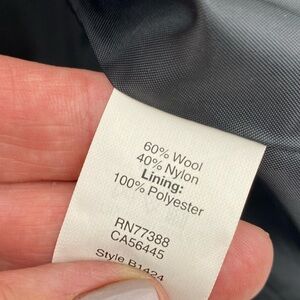 60% Wool
40% Nylon
Lining:
100% Polyester
RN77388
CA56445
Style B1424